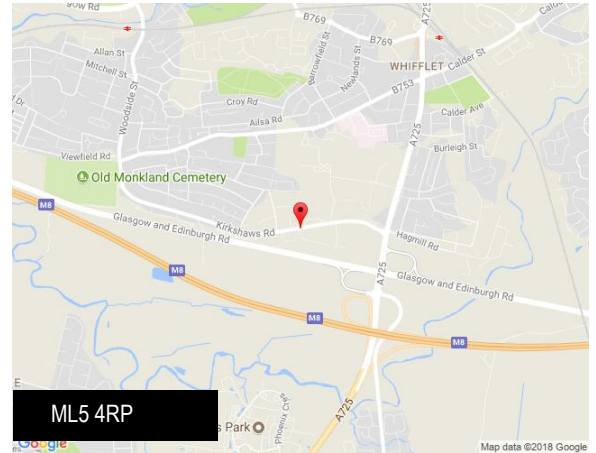 B769
A725
Allan St
Mitchell St
B769
WHIFFLET
Calder St
Woodside St
Barrowfield St
Newlands St
B753
Croy Rd
Calder Ave
Ailsa Rd
A725
Viewfield Rd
Burleigh St
Old Monkland Cemetery
M8
Glasgow and Edinburgh Rd
Kirkshaws Rd
Hagmill Rd
M8
A725
Glasgow and Edinburgh Rd
M8
M8
ML5 4RP
Park
Phoenix Cres
A725
Google
Map data ©2018 Google